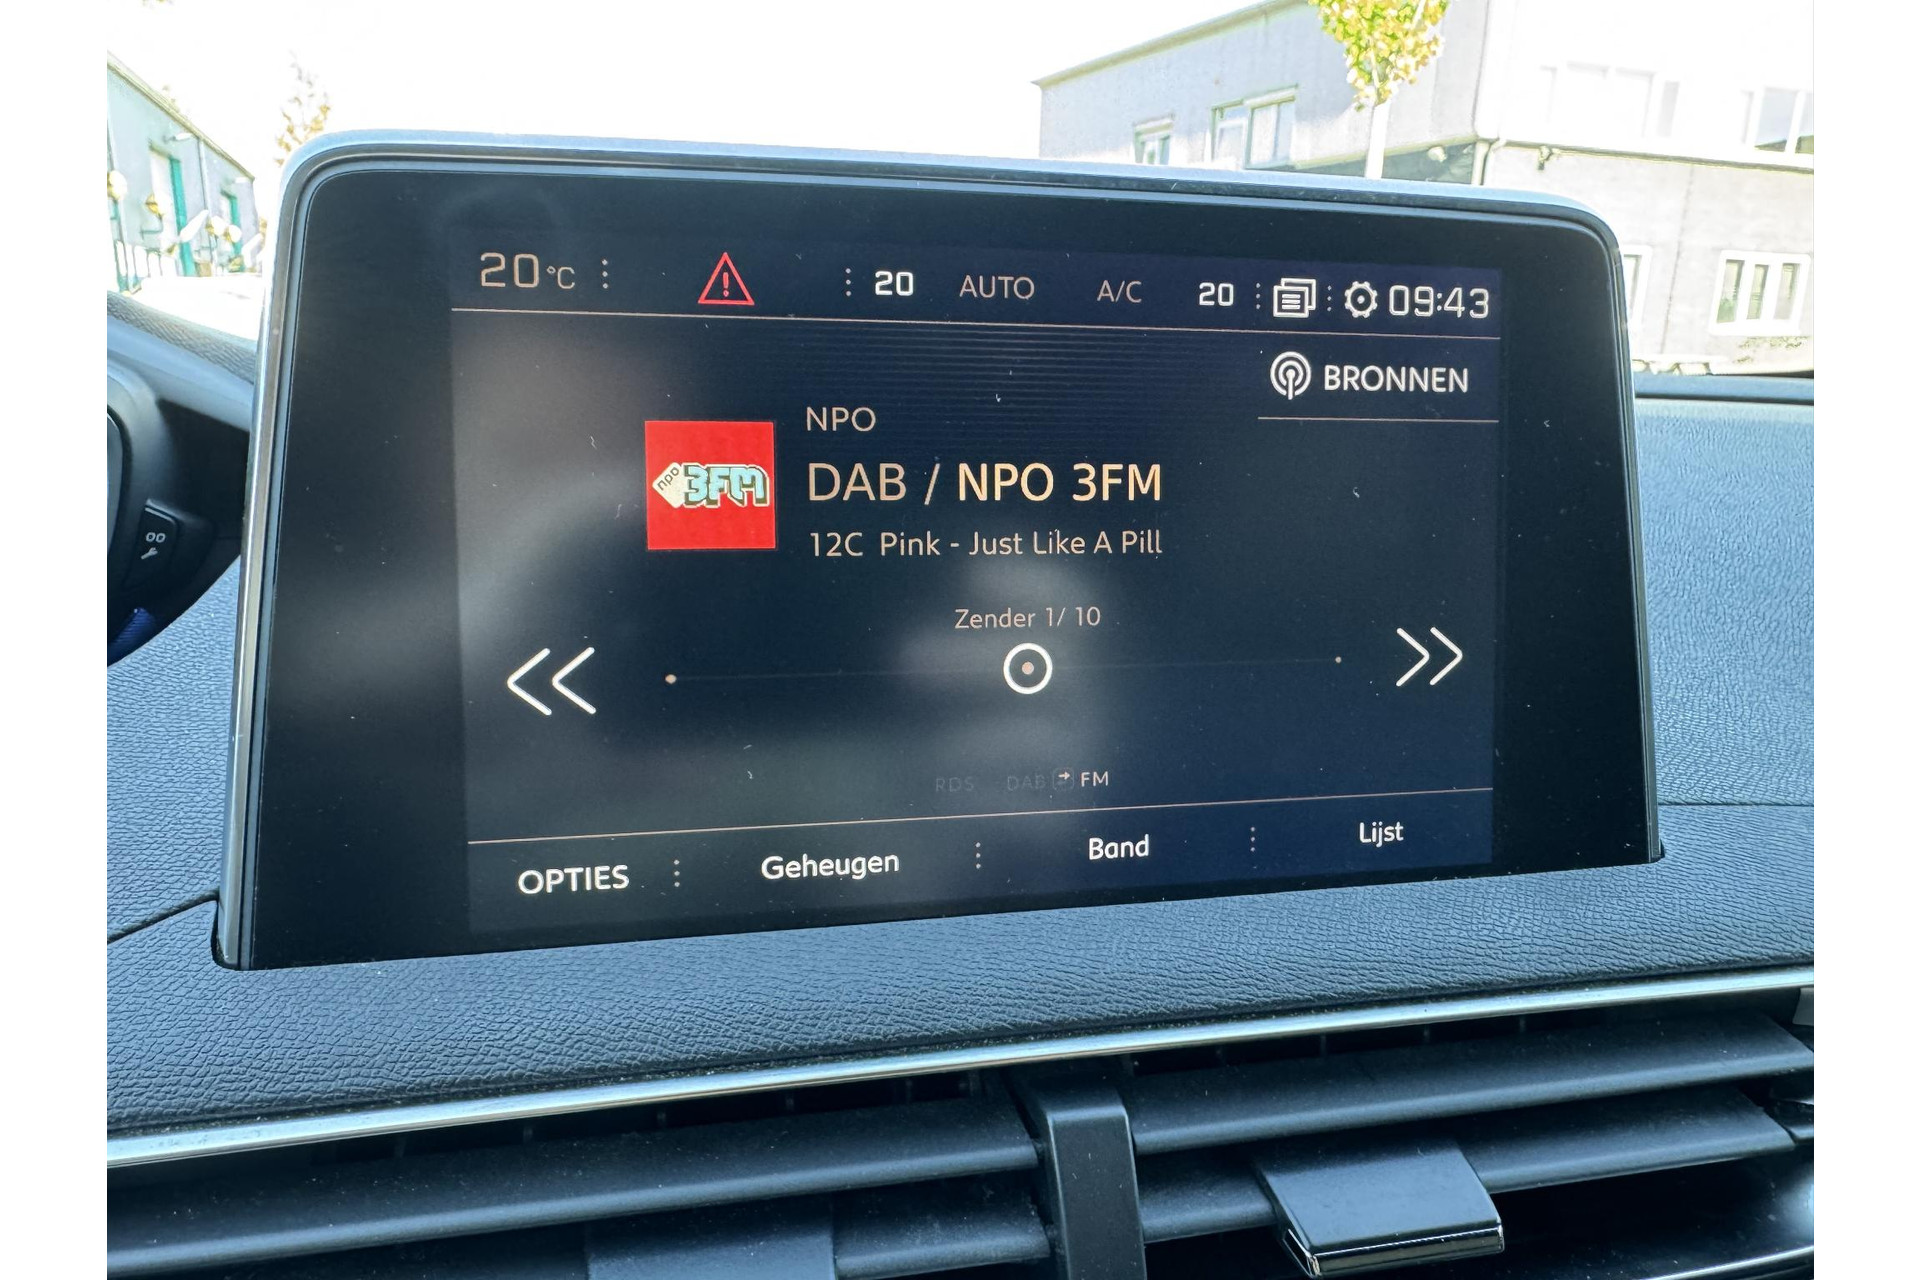 20°C 20 AUTO A/C 20 09:43
BRONNEN
NPO
npo 3FM
DAB / NPO 3FM
12C Pink - Just Like A Pill
Zender 1/ 10
RDS DAB FM
OPTIES Geheugen Band Lijst